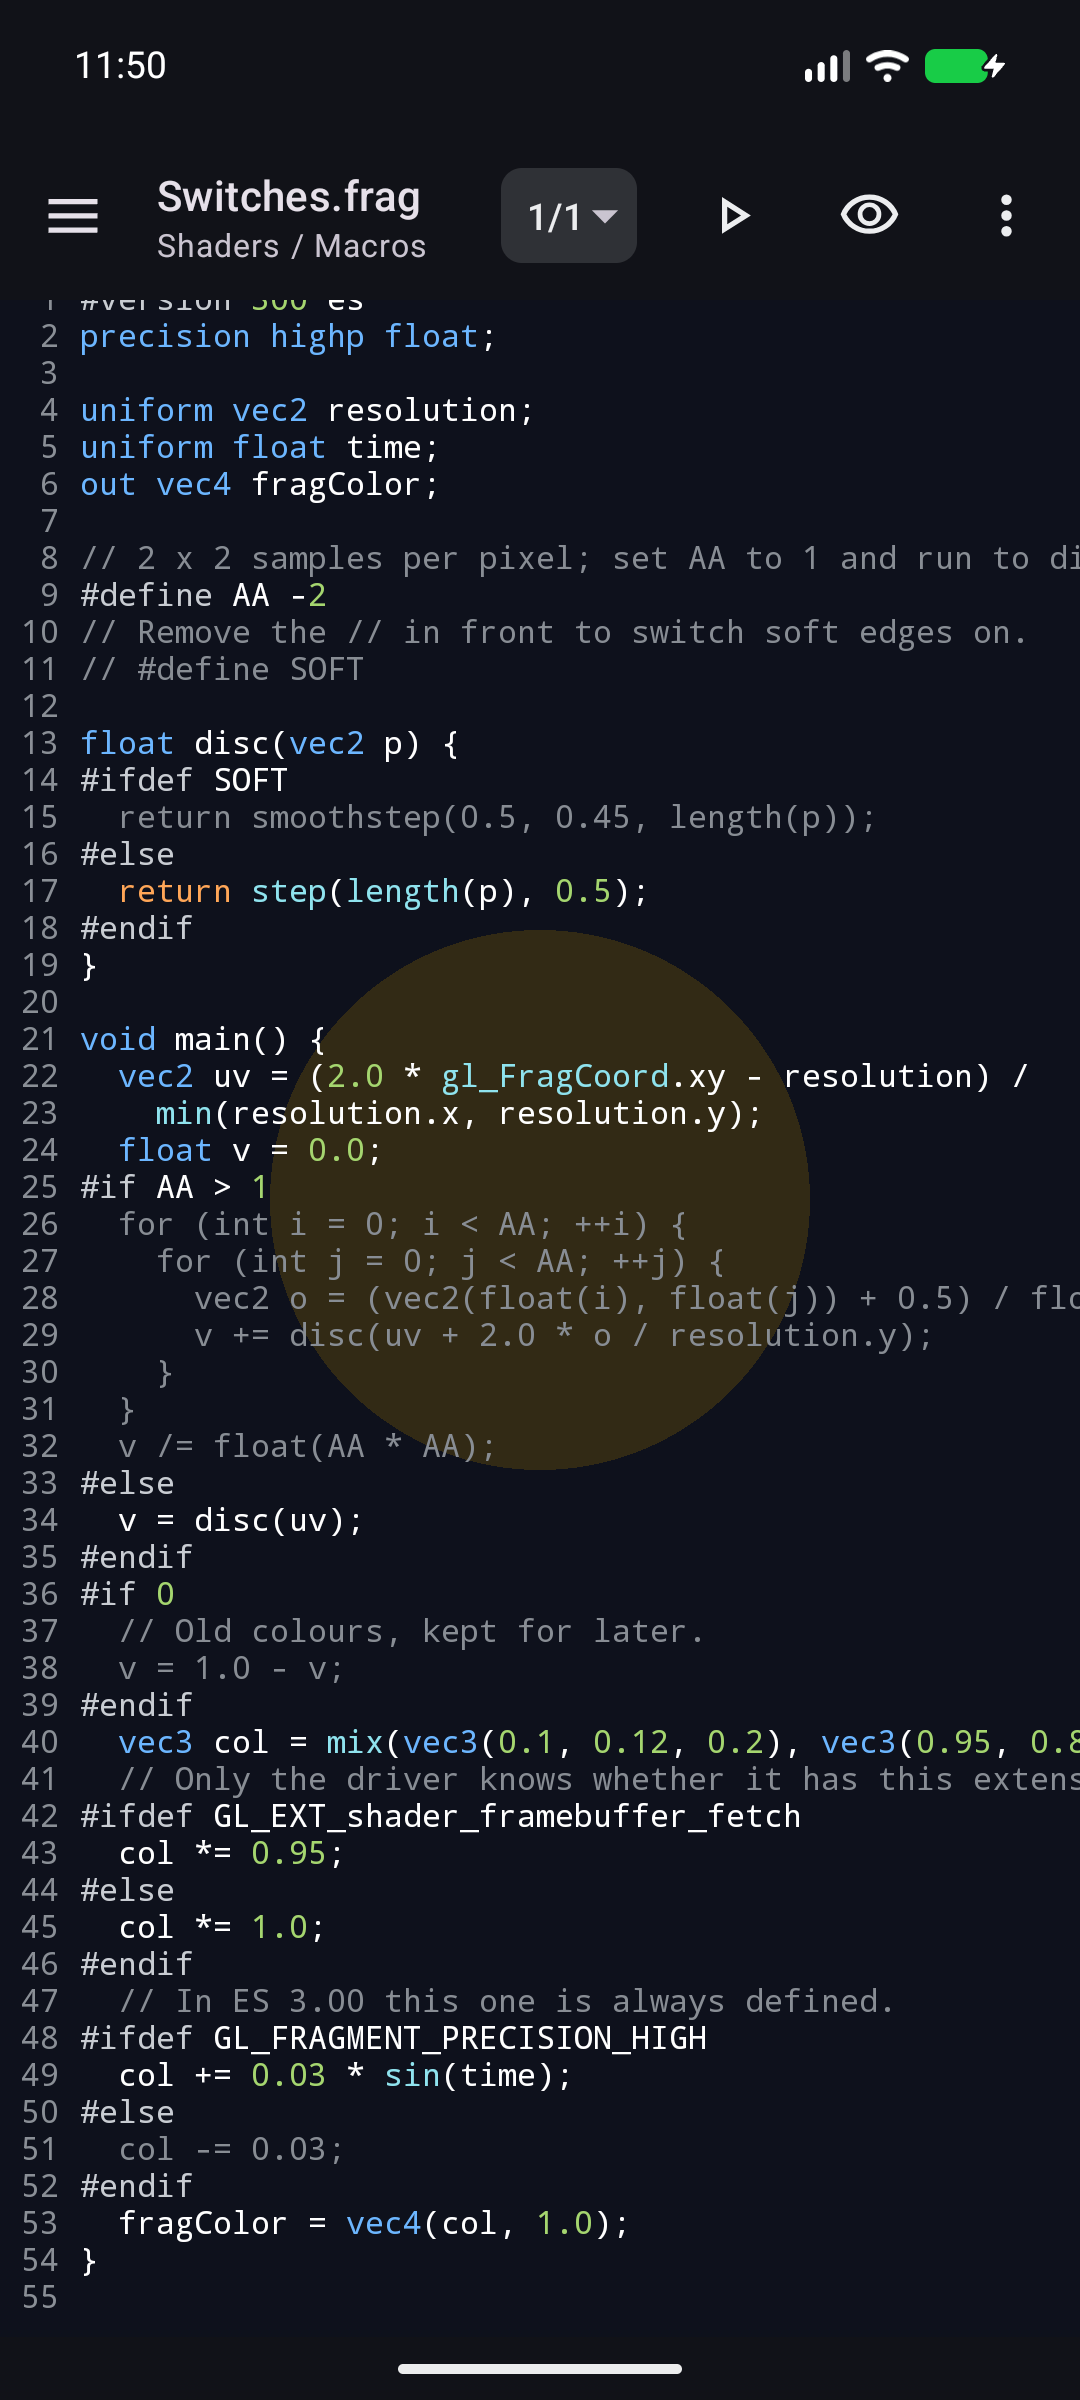 11:50
Switches.frag
Shaders / Macros
1/1
1 #version 300 es
2 precision highp float;
3
4 uniform vec2 resolution;
5 uniform float time;
6 out vec4 fragColor;
7
8 // 2 x 2 samples per pixel; set AA to 1 and run to di
9 #define AA -2
10 // Remove the // in front to switch soft edges on.
11 // #define SOFT
12
13 float disc(vec2 p) {
14 #ifdef SOFT
15   return smoothstep(0.5, 0.45, length(p));
16 #else
17   return step(length(p), 0.5);
18 #endif
19 }
20
21 void main() {
22   vec2 uv = (2.0 * gl_FragCoord.xy - resolution) /
23     min(resolution.x, resolution.y);
24   float v = 0.0;
25 #if AA > 1
26   for (int i = 0; i < AA; ++i) {
27     for (int j = 0; j < AA; ++j) {
28       vec2 o = (vec2(float(i), float(j)) + 0.5) / flo
29       v += disc(uv + 2.0 * o / resolution.y);
30     }
31   }
32   v /= float(AA * AA);
33 #else
34   v = disc(uv);
35 #endif
36 #if 0
37   // Old colours, kept for later.
38   v = 1.0 - v;
39 #endif
40   vec3 col = mix(vec3(0.1, 0.12, 0.2), vec3(0.95, 0.8
41   // Only the driver knows whether it has this extens
42 #ifdef GL_EXT_shader_framebuffer_fetch
43   col *= 0.95;
44 #else
45   col *= 1.0;
46 #endif
47   // In ES 3.00 this one is always defined.
48 #ifdef GL_FRAGMENT_PRECISION_HIGH
49   col += 0.03 * sin(time);
50 #else
51   col -= 0.03;
52 #endif
53   fragColor = vec4(col, 1.0);
54 }
55